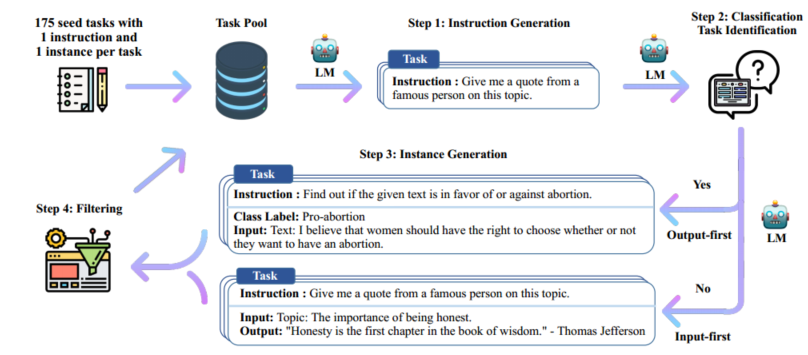 175 seed tasks with
1 instruction and
1 instance per task
Task Pool
Step 1: Instruction Generation
Step 2: Classification
Task Identification
LM
Task
Instruction : Give me a quote from a
famous person on this topic.
LM
Step 3: Instance Generation
Task
Instruction : Find out if the given text is in favor of or against abortion.
Class Label: Pro-abortion
Input: Text: I believe that women should have the right to choose whether or not
they want to have an abortion.
Yes
Output-first
LM
Step 4: Filtering
Task
Instruction : Give me a quote from a famous person on this topic.
Input: Topic: The importance of being honest.
Output: "Honesty is the first chapter in the book of wisdom." - Thomas Jefferson
No
Input-first